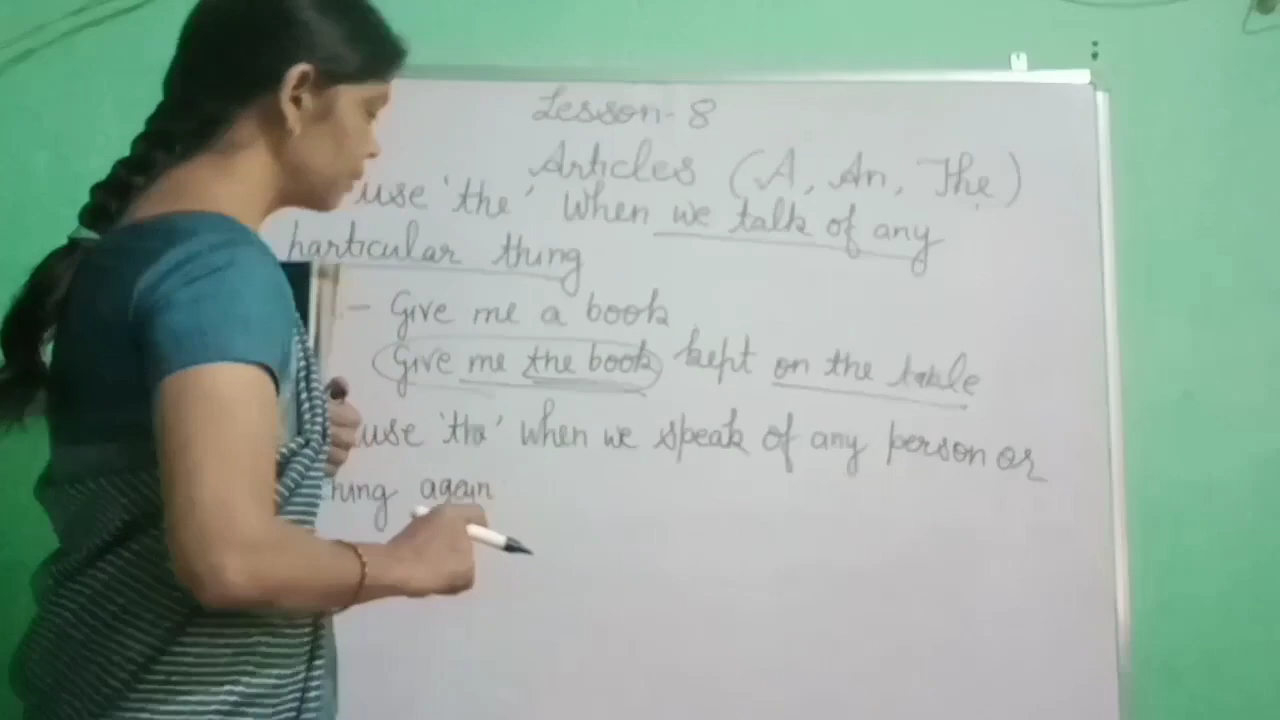 Lesson-8
Articles (A, An, The)
use 'the' when we talk of any
particular thing
- Give me a book
Give me the book kept on the table
use 'the' when we speak of any person or
again